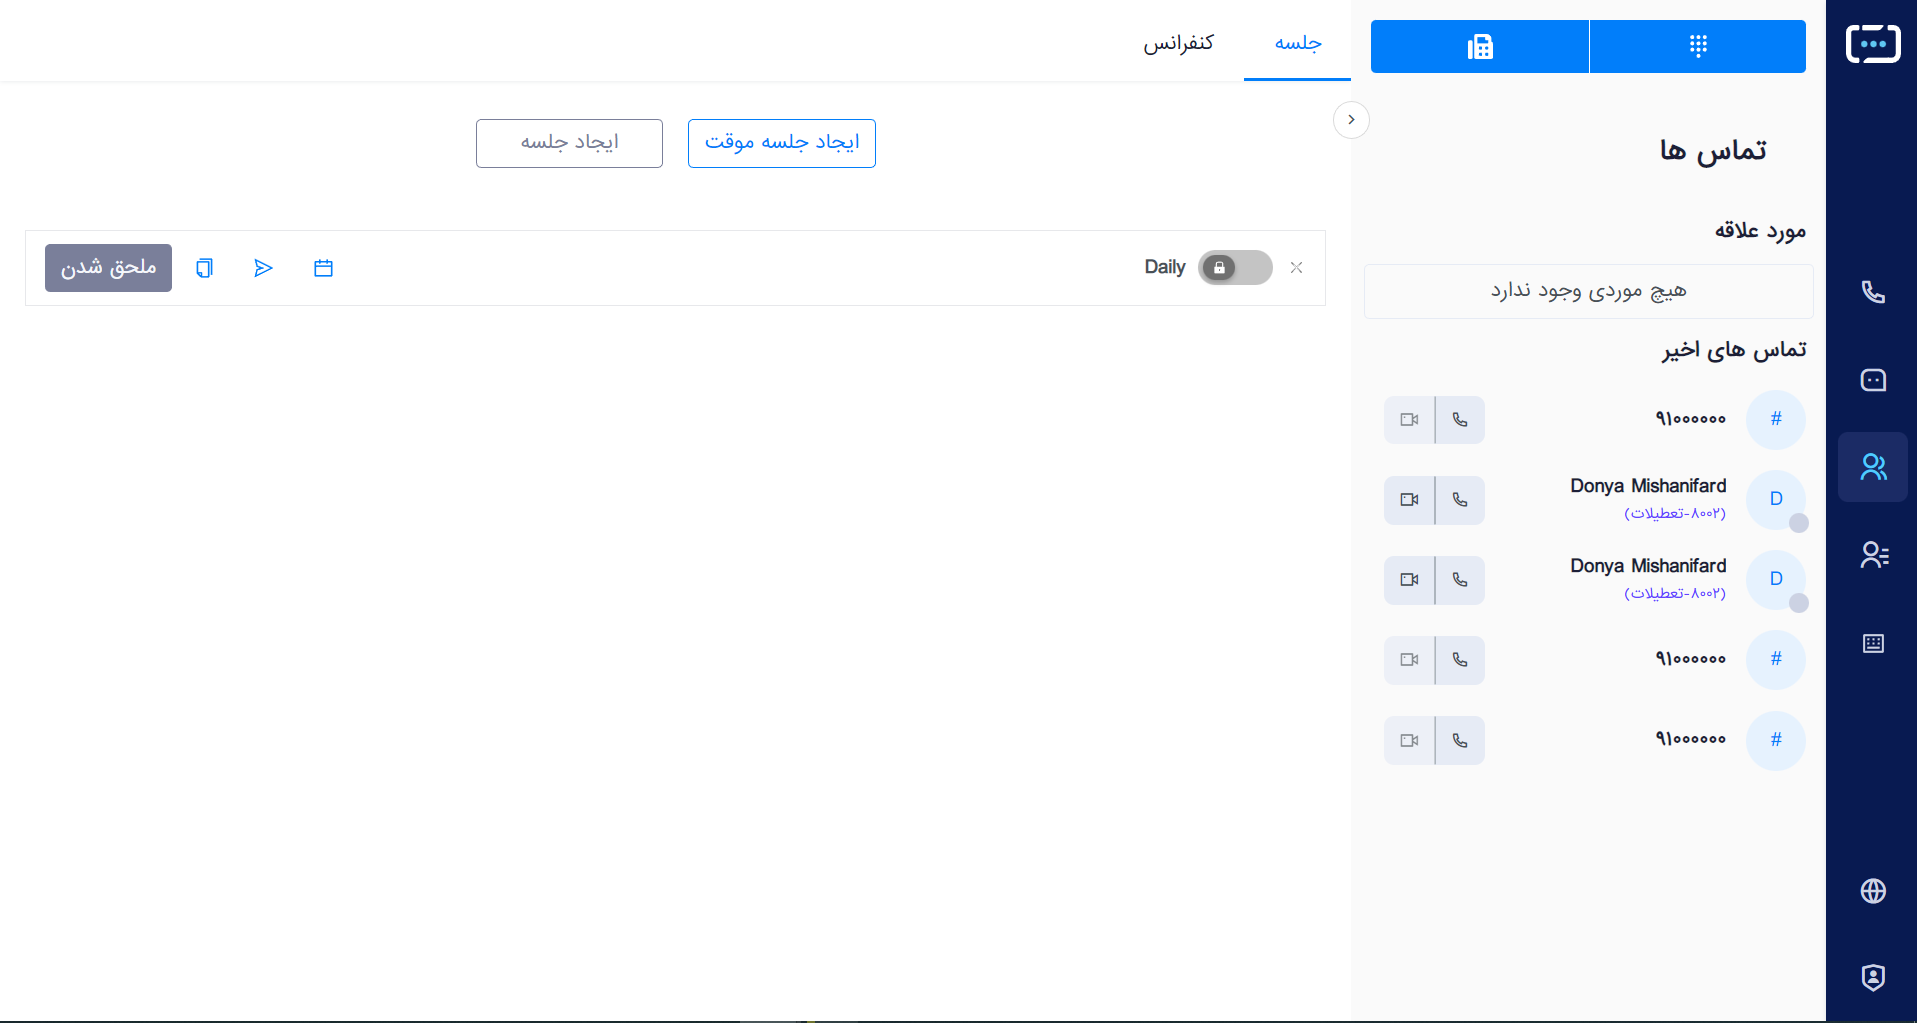 جلسه
کنفرانس
ایجاد جلسه موقت
ایجاد جلسه
Daily
ملحق شدن
تماس ها
مورد علاقه
هیچ موردی وجود ندارد
تماس های اخیر
#
۹۱۰۰۰۰۰۰
D
Donya Mishanifard
(۸۰۰۲-تعطیلات)
D
Donya Mishanifard
(۸۰۰۲-تعطیلات)
#
۹۱۰۰۰۰۰۰
#
۹۱۰۰۰۰۰۰